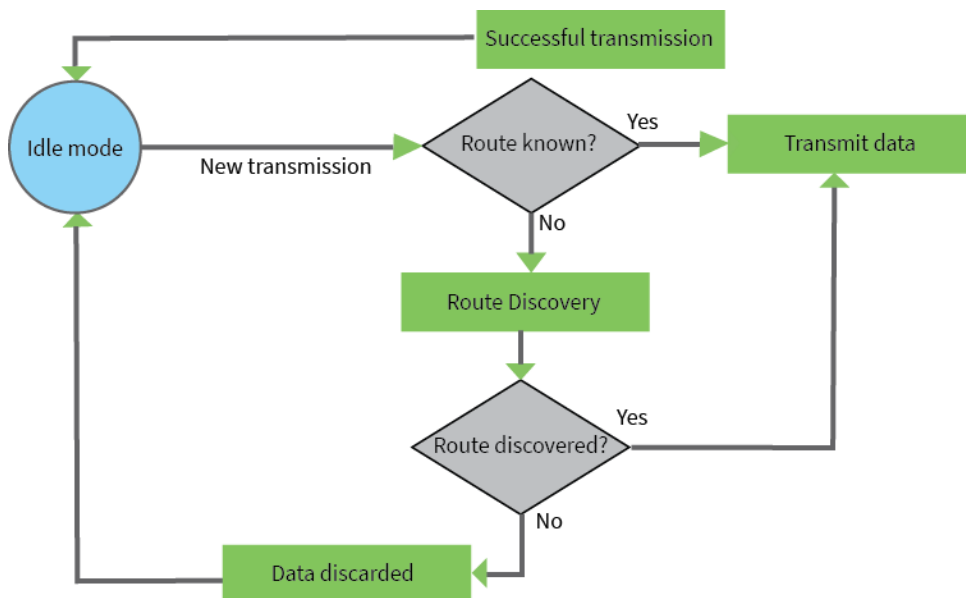 Successful transmission
Idle mode
New transmission
Route known?
Yes
Transmit data
No
Route Discovery
Route discovered?
Yes
No
Data discarded